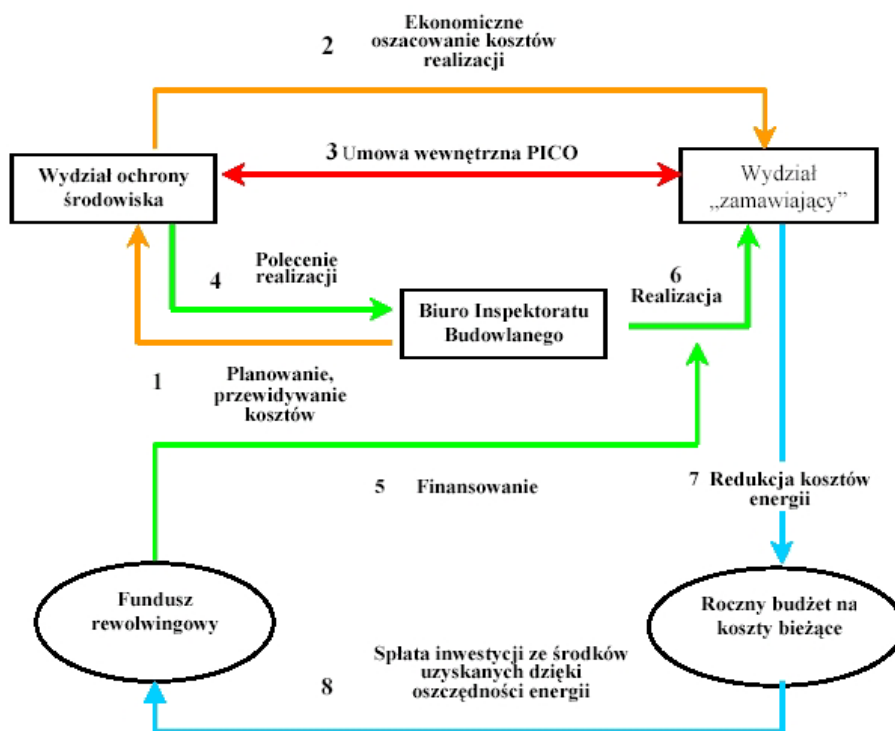 2 Ekonomiczne
oszacowanie kosztów
realizacji
Wydział ochrony
środowiska
3 Umowa wewnętrzna PICO
Wydział
„zamawiający”
4 Polecenie
realizacji
Biuro Inspektoratu
Budowlanego
6
Realizacja
1 Planowanie,
przewidywanie
kosztów
5 Finansowanie
7 Redukcja kosztów
energii
Fundusz
rewolwingowy
Roczny budżet na
koszty bieżące
8 Spłata inwestycji ze środków
uzyskanych dzięki
oszczędności energii